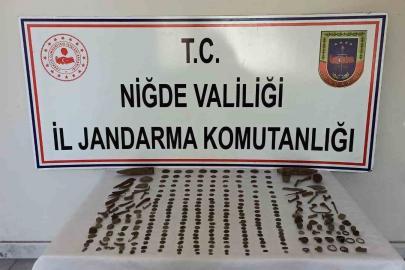 T.C.
NİĞDE VALİLİĞİ
İL JANDARMA KOMUTANLIĞI